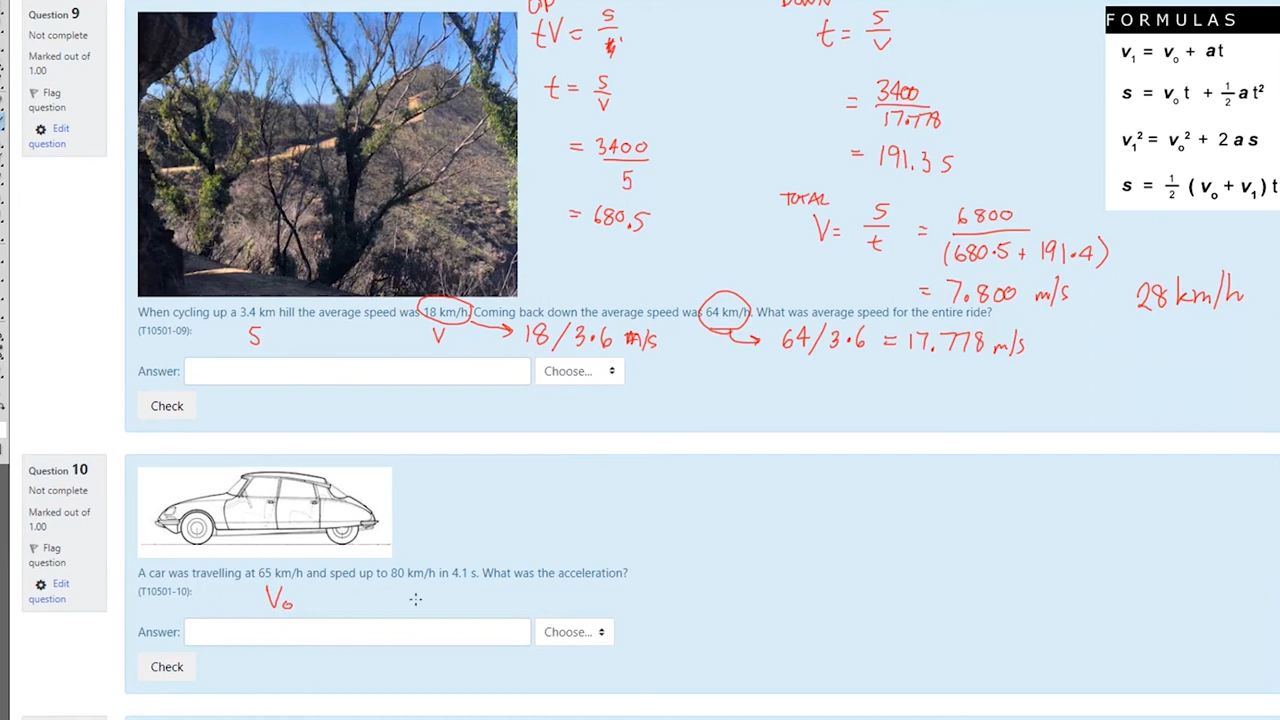 Question 9
Not complete
Marked out of
1.00
Flag
question
Edit
question
UP
tV = s
t = s/v
= 3400/5
= 680.5
DOWN
t = s/v
= 3400/17.778
= 191.3 s
TOTAL
V = s/t = 6800/(680.5 + 191.4)
= 7.800 m/s
28 km/h
FORMULAS
v₁ = v₀ + at
s = v₀t + ½at²
v₁² = v₀² + 2as
s = ½(v₀ + v₁)t
When cycling up a 3.4 km hill the average speed was 18 km/h. Coming back down the average speed was 64 km/h. What was average speed for the entire ride?
(T10501-09):
S
V
18/3.6 m/s
64/3.6 = 17.778 m/s
Answer:
Choose...
Check
Question 10
Not complete
Marked out of
1.00
Flag
question
Edit
question
A car was travelling at 65 km/h and sped up to 80 km/h in 4.1 s. What was the acceleration?
(T10501-10):
V₀
Answer:
Choose...
Check